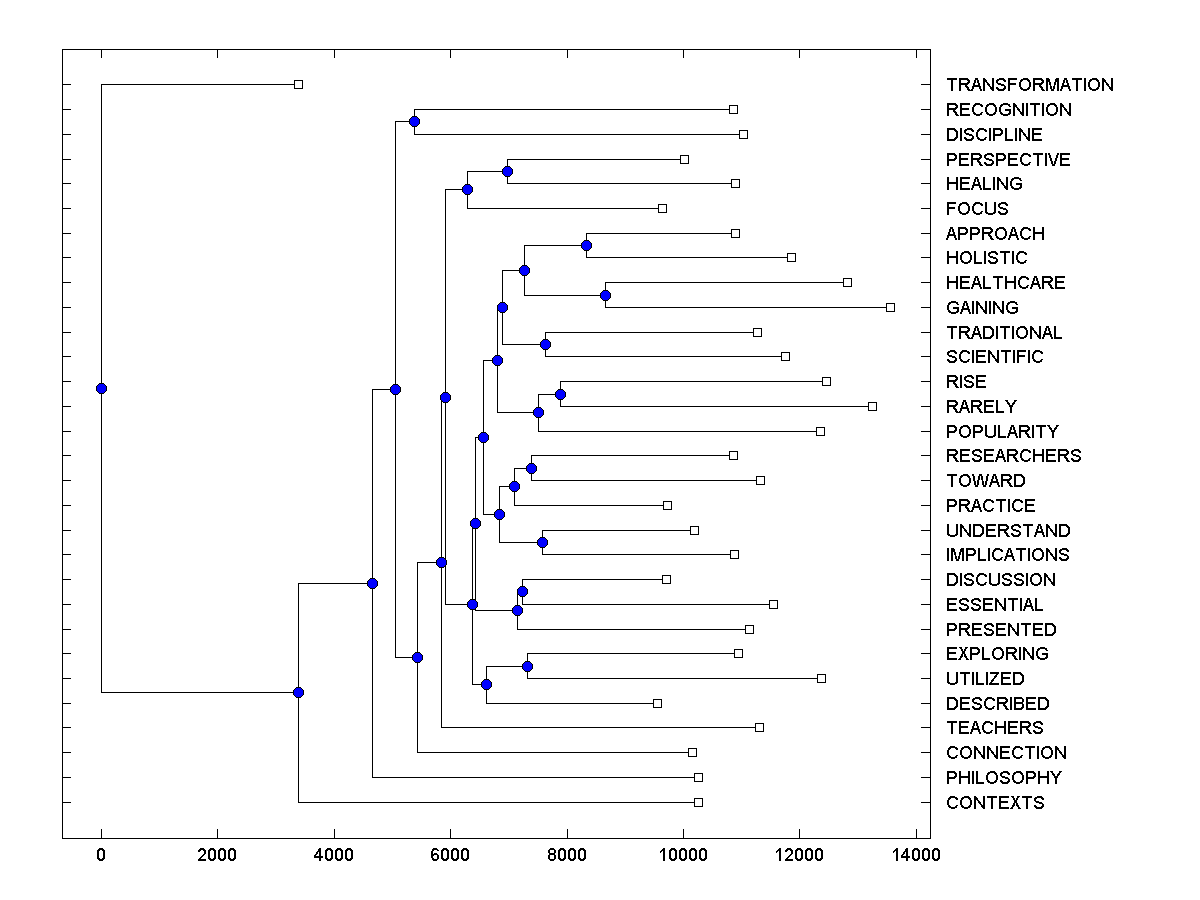 TRANSFORMATION
RECOGNITION
DISCIPLINE
PERSPECTIVE
HEALING
FOCUS
APPROACH
HOLISTIC
HEALTHCARE
GAINING
TRADITIONAL
SCIENTIFIC
RISE
RARELY
POPULARITY
RESEARCHERS
TOWARD
PRACTICE
UNDERSTAND
IMPLICATIONS
DISCUSSION
ESSENTIAL
PRESENTED
EXPLORING
UTILIZED
DESCRIBED
TEACHERS
CONNECTION
PHILOSOPHY
CONTEXTS
0 2000 4000 6000 8000 10000 12000 14000